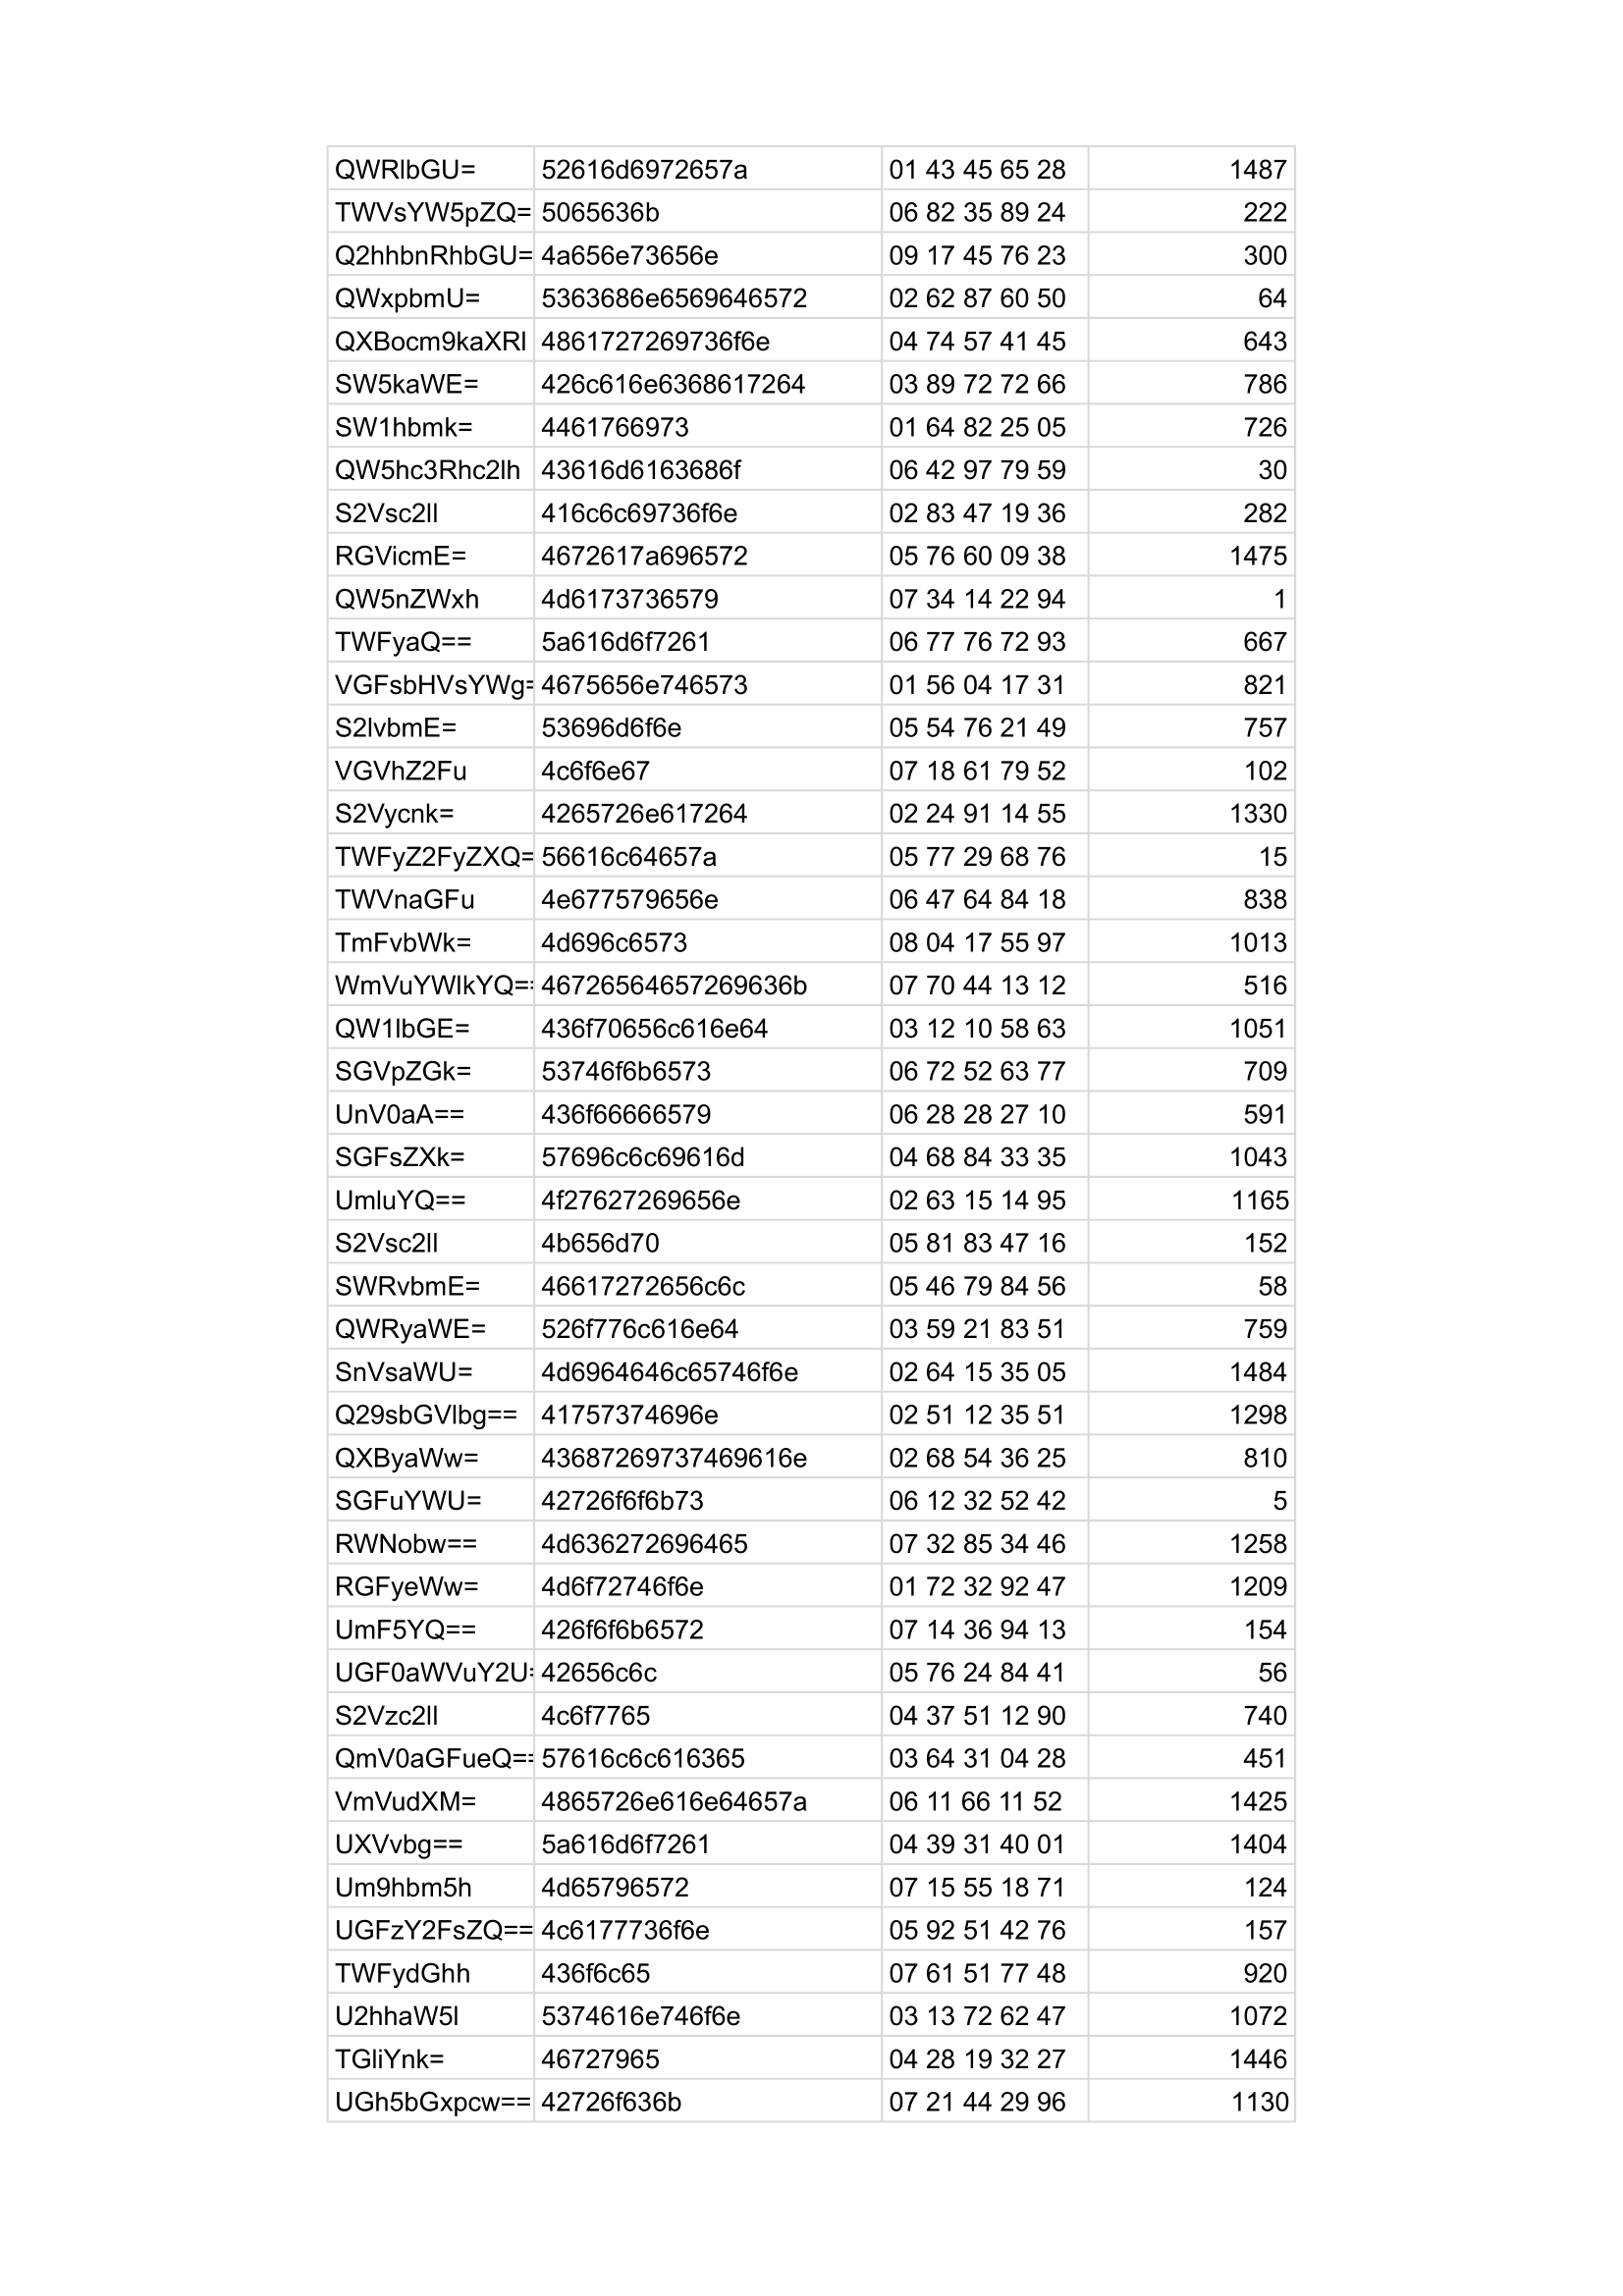 QWRlbGU= 52616d6972657a 01 43 45 65 28 1487
TWVsYW5pZQ= 5065636b 06 82 35 89 24 222
Q2hhbnRhbGU= 4a656e73656e 09 17 45 76 23 300
QWxpbmU= 5363686e6569646572 02 62 87 60 50 64
QXBocm9kaXRl 4861727269736f6e 04 74 57 41 45 643
SW5kaWE= 426c616e6368617264 03 89 72 72 66 786
SW1hbmk= 4461766973 01 64 82 25 05 726
QW5hc3Rhc2lh 43616d6163686f 06 42 97 79 59 30
S2Vsc2ll 416c6c69736f6e 02 83 47 19 36 282
RGVicmE= 4672617a696572 05 76 60 09 38 1475
QW5nZWxh 4d6173736579 07 34 14 22 94 1
TWFyaQ== 5a616d6f7261 06 77 76 72 93 667
VGFsbHVsYWg= 4675656e746573 01 56 04 17 31 821
S2lvbmE= 53696d6f6e 05 54 76 21 49 757
VGVhZ2Fu 4c6f6e67 07 18 61 79 52 102
S2Vycnk= 4265726e617264 02 24 91 14 55 1330
TWFyZ2FyZXQ= 56616c64657a 05 77 29 68 76 15
TWVnaGFu 4e677579656e 06 47 64 84 18 838
TmFvbWk= 4d696c6573 08 04 17 55 97 1013
WmVuYWlkYQ== 46726564657269636b 07 70 44 13 12 516
QW1lbGE= 436f70656c616e64 03 12 10 58 63 1051
SGVpZGk= 53746f6b6573 06 72 52 63 77 709
UnV0aA== 436f66666579 06 28 28 27 10 591
SGFsZXk= 57696c6c69616d 04 68 84 33 35 1043
UmluYQ== 4f27627269656e 02 63 15 14 95 1165
S2Vsc2ll 4b656d70 05 81 83 47 16 152
SWRvbmE= 46617272656c6c 05 46 79 84 56 58
QWRyaWE= 526f776c616e64 03 59 21 83 51 759
SnVsaWU= 4d6964646c65746f6e 02 64 15 35 05 1484
Q29sbGVlbg== 41757374696e 02 51 12 35 51 1298
QXByaWw= 43687269737469616e 02 68 54 36 25 810
SGFuYWU= 42726f6f6b73 06 12 32 52 42 5
RWNobw== 4d636272696465 07 32 85 34 46 1258
RGFyeWw= 4d6f72746f6e 01 72 32 92 47 1209
UmF5YQ== 426f6f6b6572 07 14 36 94 13 154
UGF0aWVuY2U= 42656c6c 05 76 24 84 41 56
S2Vzc2ll 4c6f7765 04 37 51 12 90 740
QmV0aGFueQ== 57616c6c616365 03 64 31 04 28 451
VmVudXM= 4865726e616e64657a 06 11 66 11 52 1425
UXVvbg== 5a616d6f7261 04 39 31 40 01 1404
Um9hbm5h 4d65796572 07 15 55 18 71 124
UGFzY2FsZQ== 4c6177736f6e 05 92 51 42 76 157
TWFydGhh 436f6c65 07 61 51 77 48 920
U2hhaW5l 5374616e746f6e 03 13 72 62 47 1072
TGliYnk= 46727965 04 28 19 32 27 1446
UGh5bGxpcw== 42726f636b 07 21 44 29 96 1130